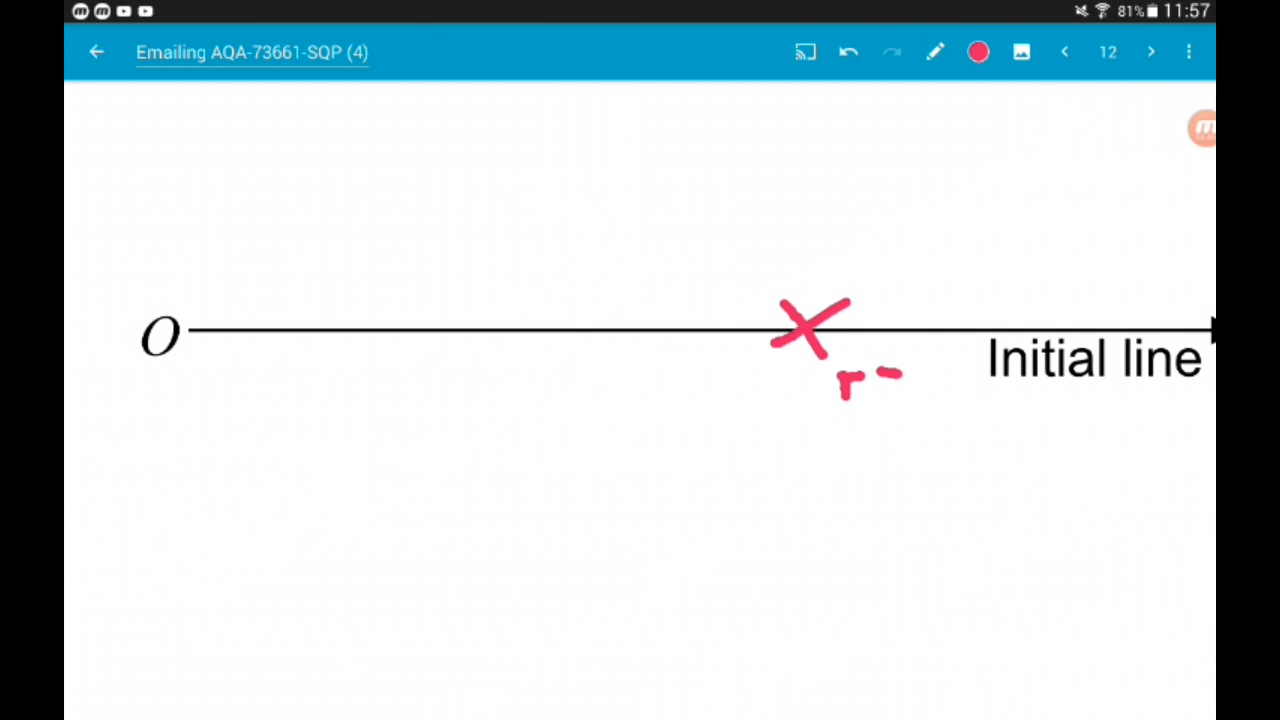 81% 11:57
Emailing AQA-73661-SQP (4) 12
O
Initial line
r -